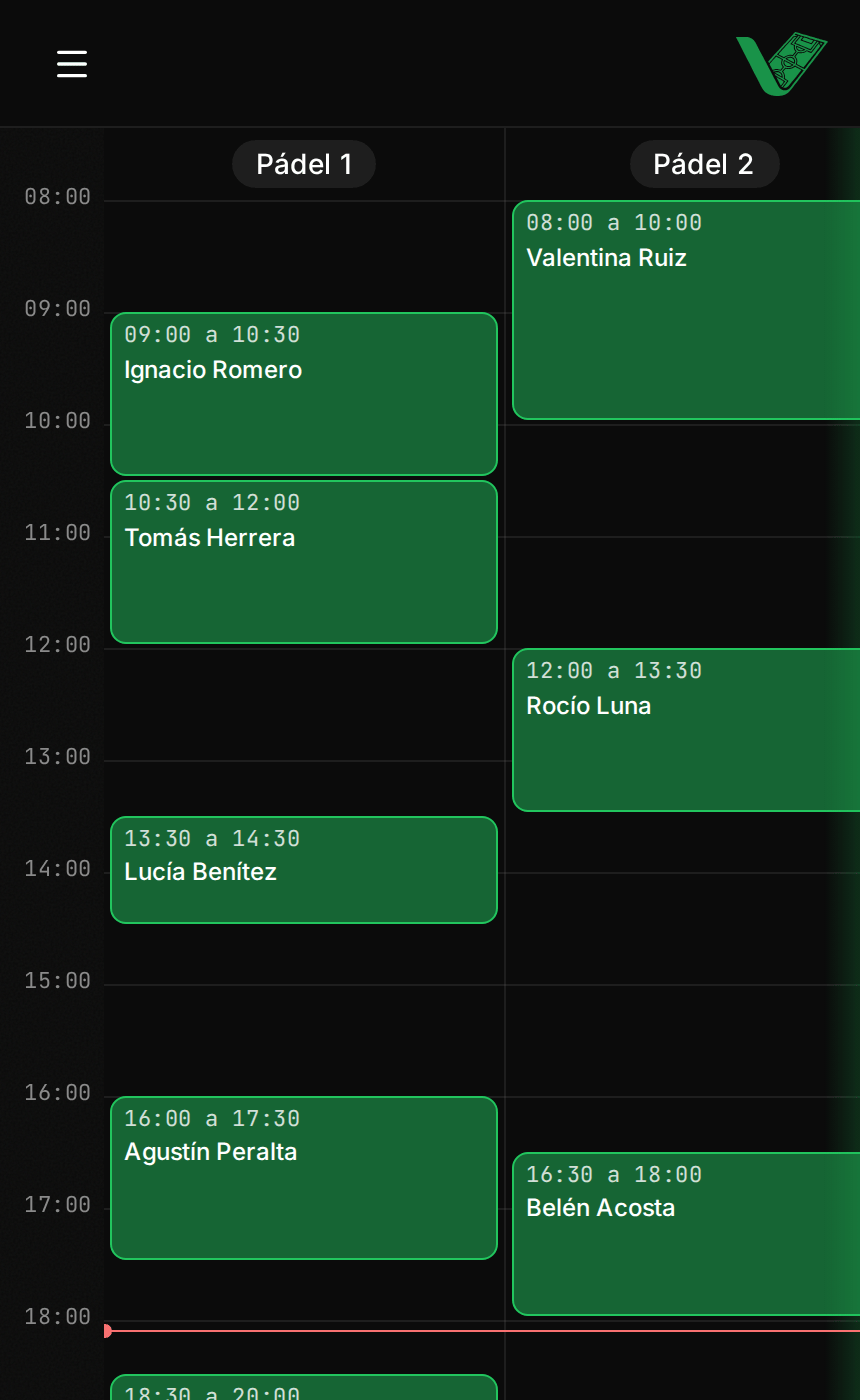 Pádel 1
Pádel 2
08:00
08:00 a 10:00
Valentina Ruiz
09:00
09:00 a 10:30
Ignacio Romero
10:00
10:30 a 12:00
Tomás Herrera
11:00
12:00
12:00 a 13:30
Rocío Luna
13:00
13:30 a 14:30
Lucía Benítez
14:00
15:00
16:00
16:00 a 17:30
Agustín Peralta
16:30 a 18:00
Belén Acosta
17:00
18:00
18:30 a 20:00